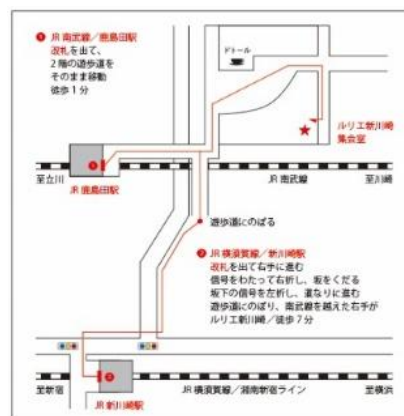 ❶ JR 南武線/鹿島田駅
改札を出て、
2 階の遊歩道を
そのまま移動
徒歩 1 分
ドトール
ルリエ新川崎
集会室
❶
至立川
JR 南武線
至川崎
JR 鹿島田駅
遊歩道にのぼる
❷ JR 横須賀線/新川崎駅
改札を出て右手に進む
信号をわたって右折し、坂をくだる
坂下の信号を左折し、道なりに進む
遊歩道にのぼり、南武線を越えた右手が
ルリエ新川崎/徒歩 7 分
❷
至新宿
JR 横須賀線/湘南新宿ライン
至横浜
JR 新川崎駅